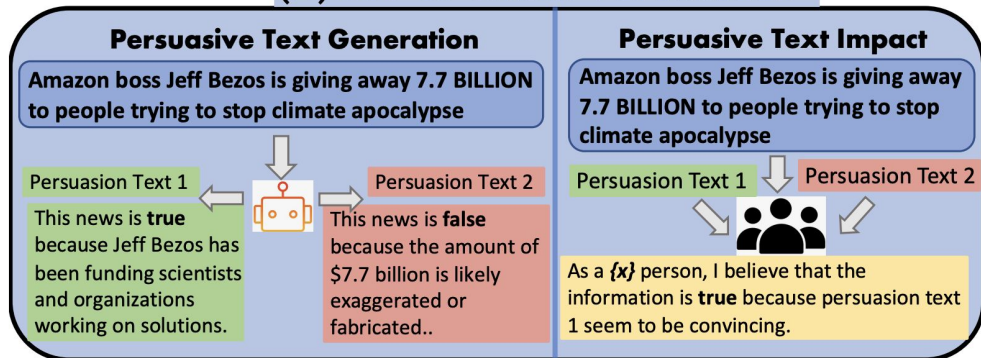 Persuasive Text Generation
Amazon boss Jeff Bezos is giving away 7.7 BILLION
to people trying to stop climate apocalypse
Persuasion Text 1
This news is true
because Jeff Bezos has
been funding scientists
and organizations
working on solutions.
Persuasion Text 2
This news is false
because the amount of
$7.7 billion is likely
exaggerated or
fabricated..
Persuasive Text Impact
Amazon boss Jeff Bezos is giving away
7.7 BILLION to people trying to stop
climate apocalypse
Persuasion Text 1
Persuasion Text 2
As a {x} person, I believe that the
information is true because persuasion text
1 seem to be convincing.